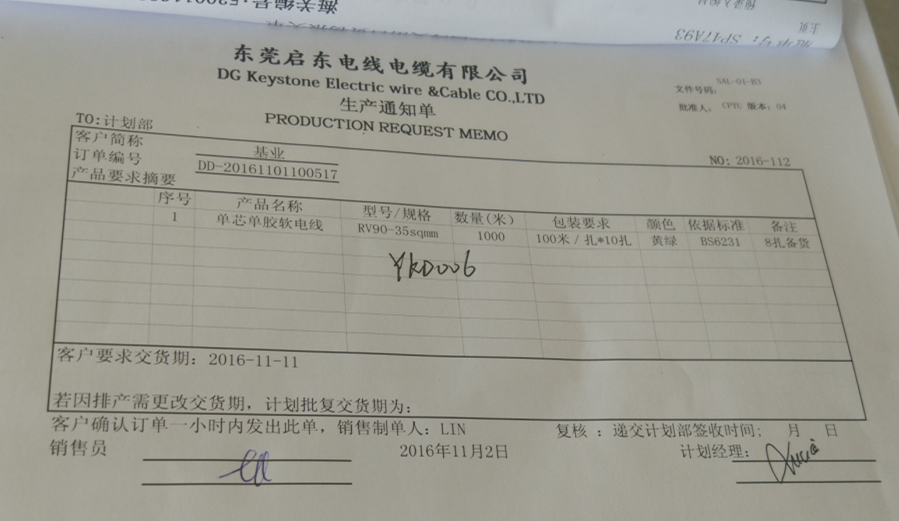 东莞启东电线电缆有限公司
DG Keystone Electric wire &Cable CO.,LTD
生产通知单
PRODUCTION REQUEST MEMO
文件号码: SAL-01-R3
批准人: 版本: 04
TO:计划部
NO: 2016-112
客户简称 基业
订单编号 DD-20161101100517
产品要求摘要
序号 产品名称 型号/规格 数量(米) 包装要求 颜色 依据标准 备注
1 单芯单胶软电线 RV90-35sqmm 1000 100米/扎*10扎 黄绿 BS6231 8扎备货
YKD006
客户要求交货期: 2016-11-11
若因排产需更改交货期，计划批复交货期为:
客户确认订单一小时内发出此单，销售制单人: LIN 复核 : 递交计划部签收时间; 月 日
销售员 2016年11月2日 计划经理: